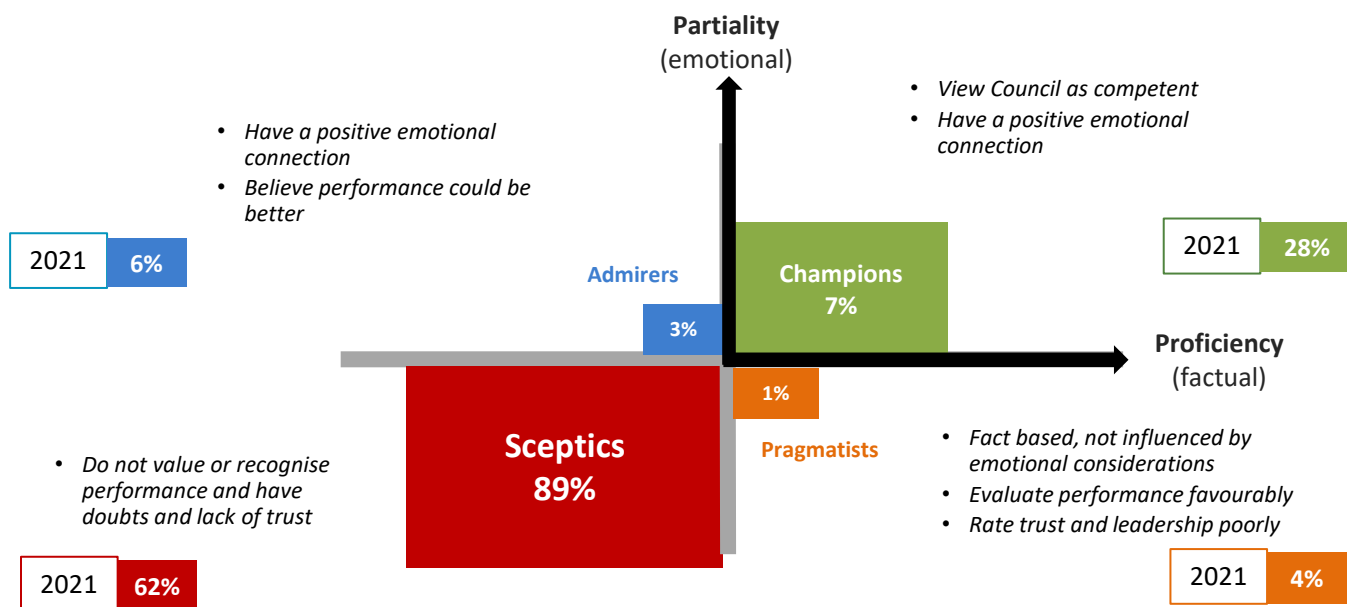 Partiality
(emotional)
• View Council as competent
• Have a positive emotional
connection
• Have a positive emotional
connection
• Believe performance could be
better
2021 6%
2021 28%
Admirers
3%
Champions
7%
Proficiency
(factual)
Sceptics
89%
1%
Pragmatists
• Do not value or recognise
performance and have
doubts and lack of trust
• Fact based, not influenced by
emotional considerations
• Evaluate performance favourably
• Rate trust and leadership poorly
2021 62%
2021 4%